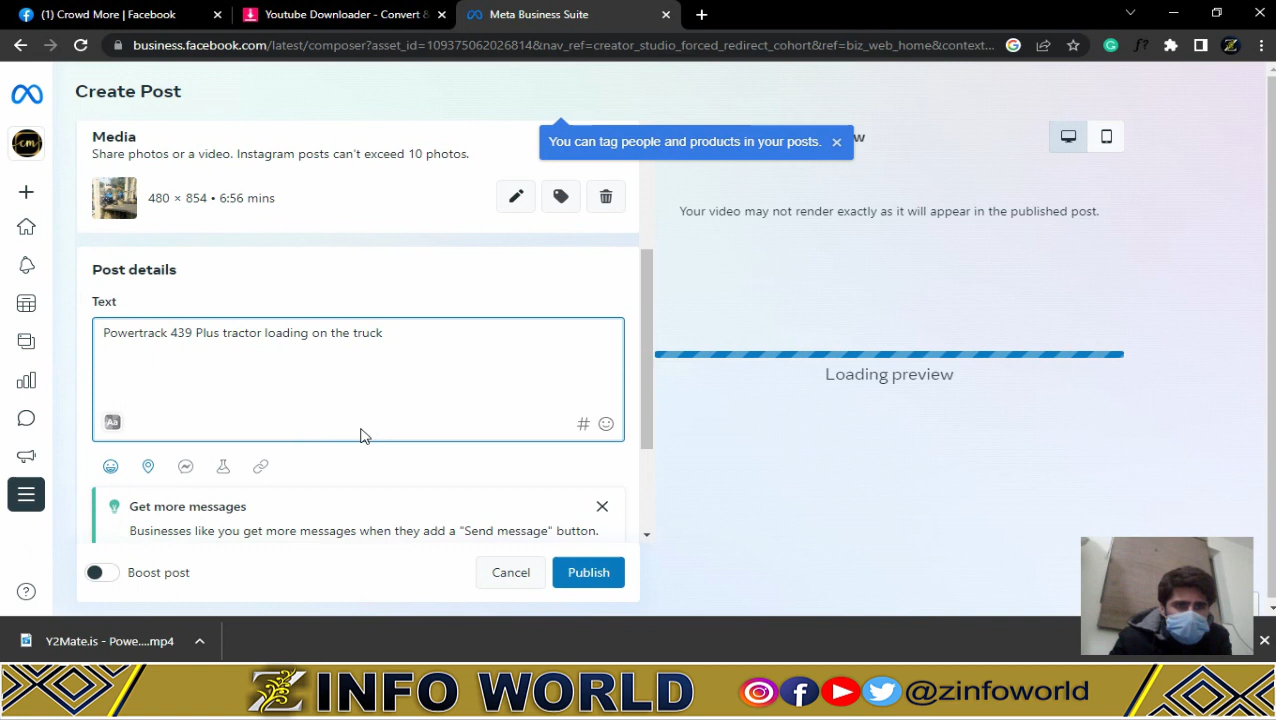 (1) Crowd More | Facebook
Youtube Downloader - Convert &
Meta Business Suite
business.facebook.com/latest/composer?asset_id=109375062026814&nav_ref=creator_studio_forced_redirect_cohort&ref=biz_web_home&context...
Create Post
Media
Share photos or a video. Instagram posts can't exceed 10 photos.
You can tag people and products in your posts.
480 × 854 • 6:56 mins
Your video may not render exactly as it will appear in the published post.
Post details
Text
Powertrack 439 Plus tractor loading on the truck
Aa
#
Loading preview
Get more messages
Businesses like you get more messages when they add a "Send message" button.
Boost post
Cancel
Publish
Y2Mate.is - Powe....mp4
Z INFO WORLD
@zinfoworld